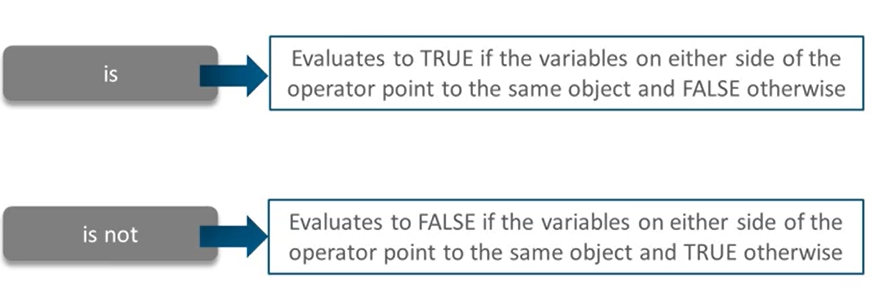 is
Evaluates to TRUE if the variables on either side of the
operator point to the same object and FALSE otherwise
is not
Evaluates to FALSE if the variables on either side of the
operator point to the same object and TRUE otherwise